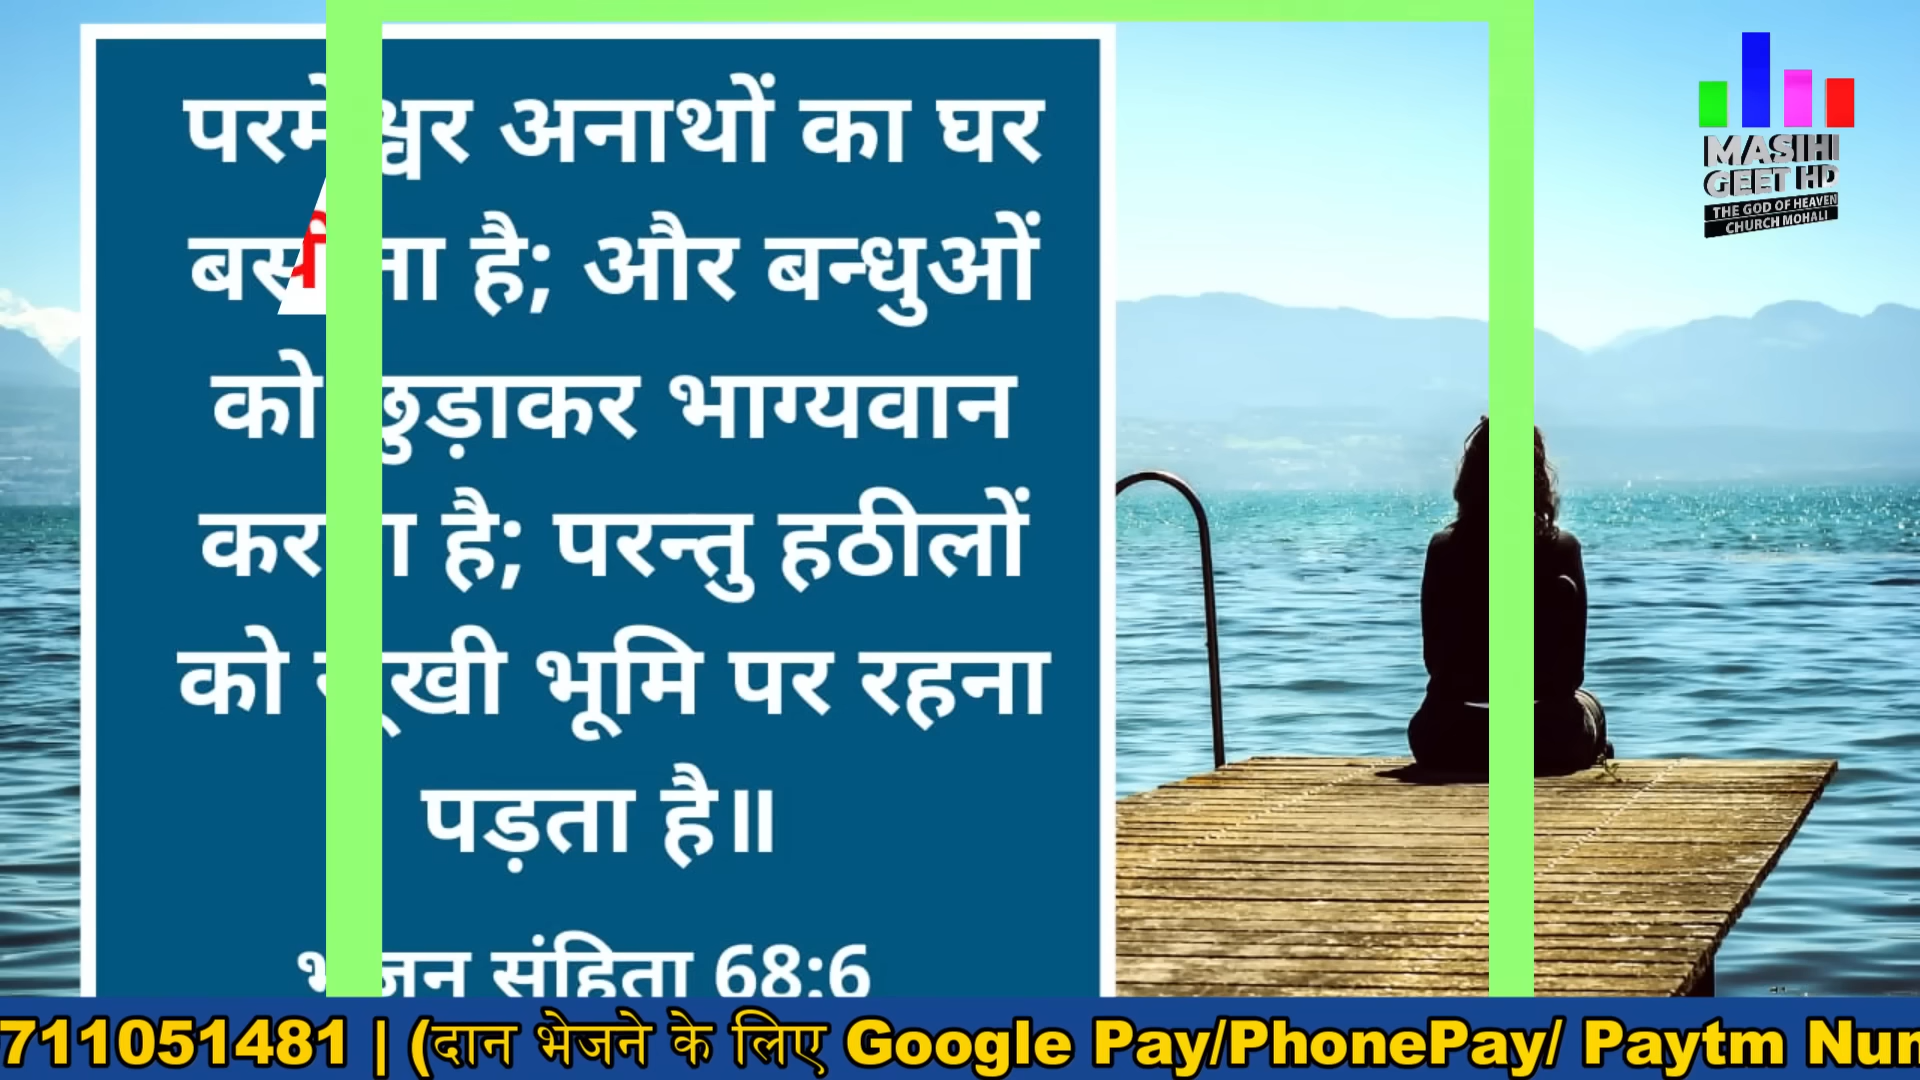 अनाथों का घर
है; और बन्धुओं
को भाग्यवान
है; परन्तु हठीलों
को भूमि पर रहना
पड़ता है॥
संहिता 68:6
MASIHI
GEET HD
THE GOD OF HEAVEN
CHURCH MOHALI
711051481 | (दान भेजने के लिए Google Pay/PhonePay/ Paytm